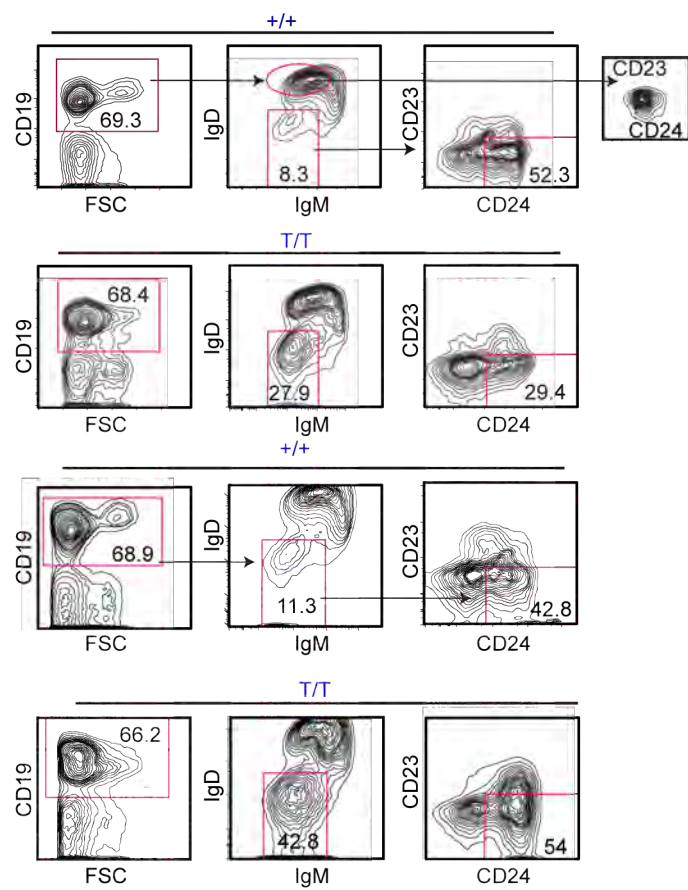 +/+
CD19
69.3
FSC
IgD
8.3
IgM
CD23
52.3
CD24
CD23
CD24
T/T
CD19
68.4
FSC
IgD
27.9
IgM
CD23
29.4
CD24
+/+
CD19
68.9
FSC
IgD
11.3
IgM
CD23
42.8
CD24
T/T
CD19
66.2
FSC
IgD
42.8
IgM
CD23
54
CD24